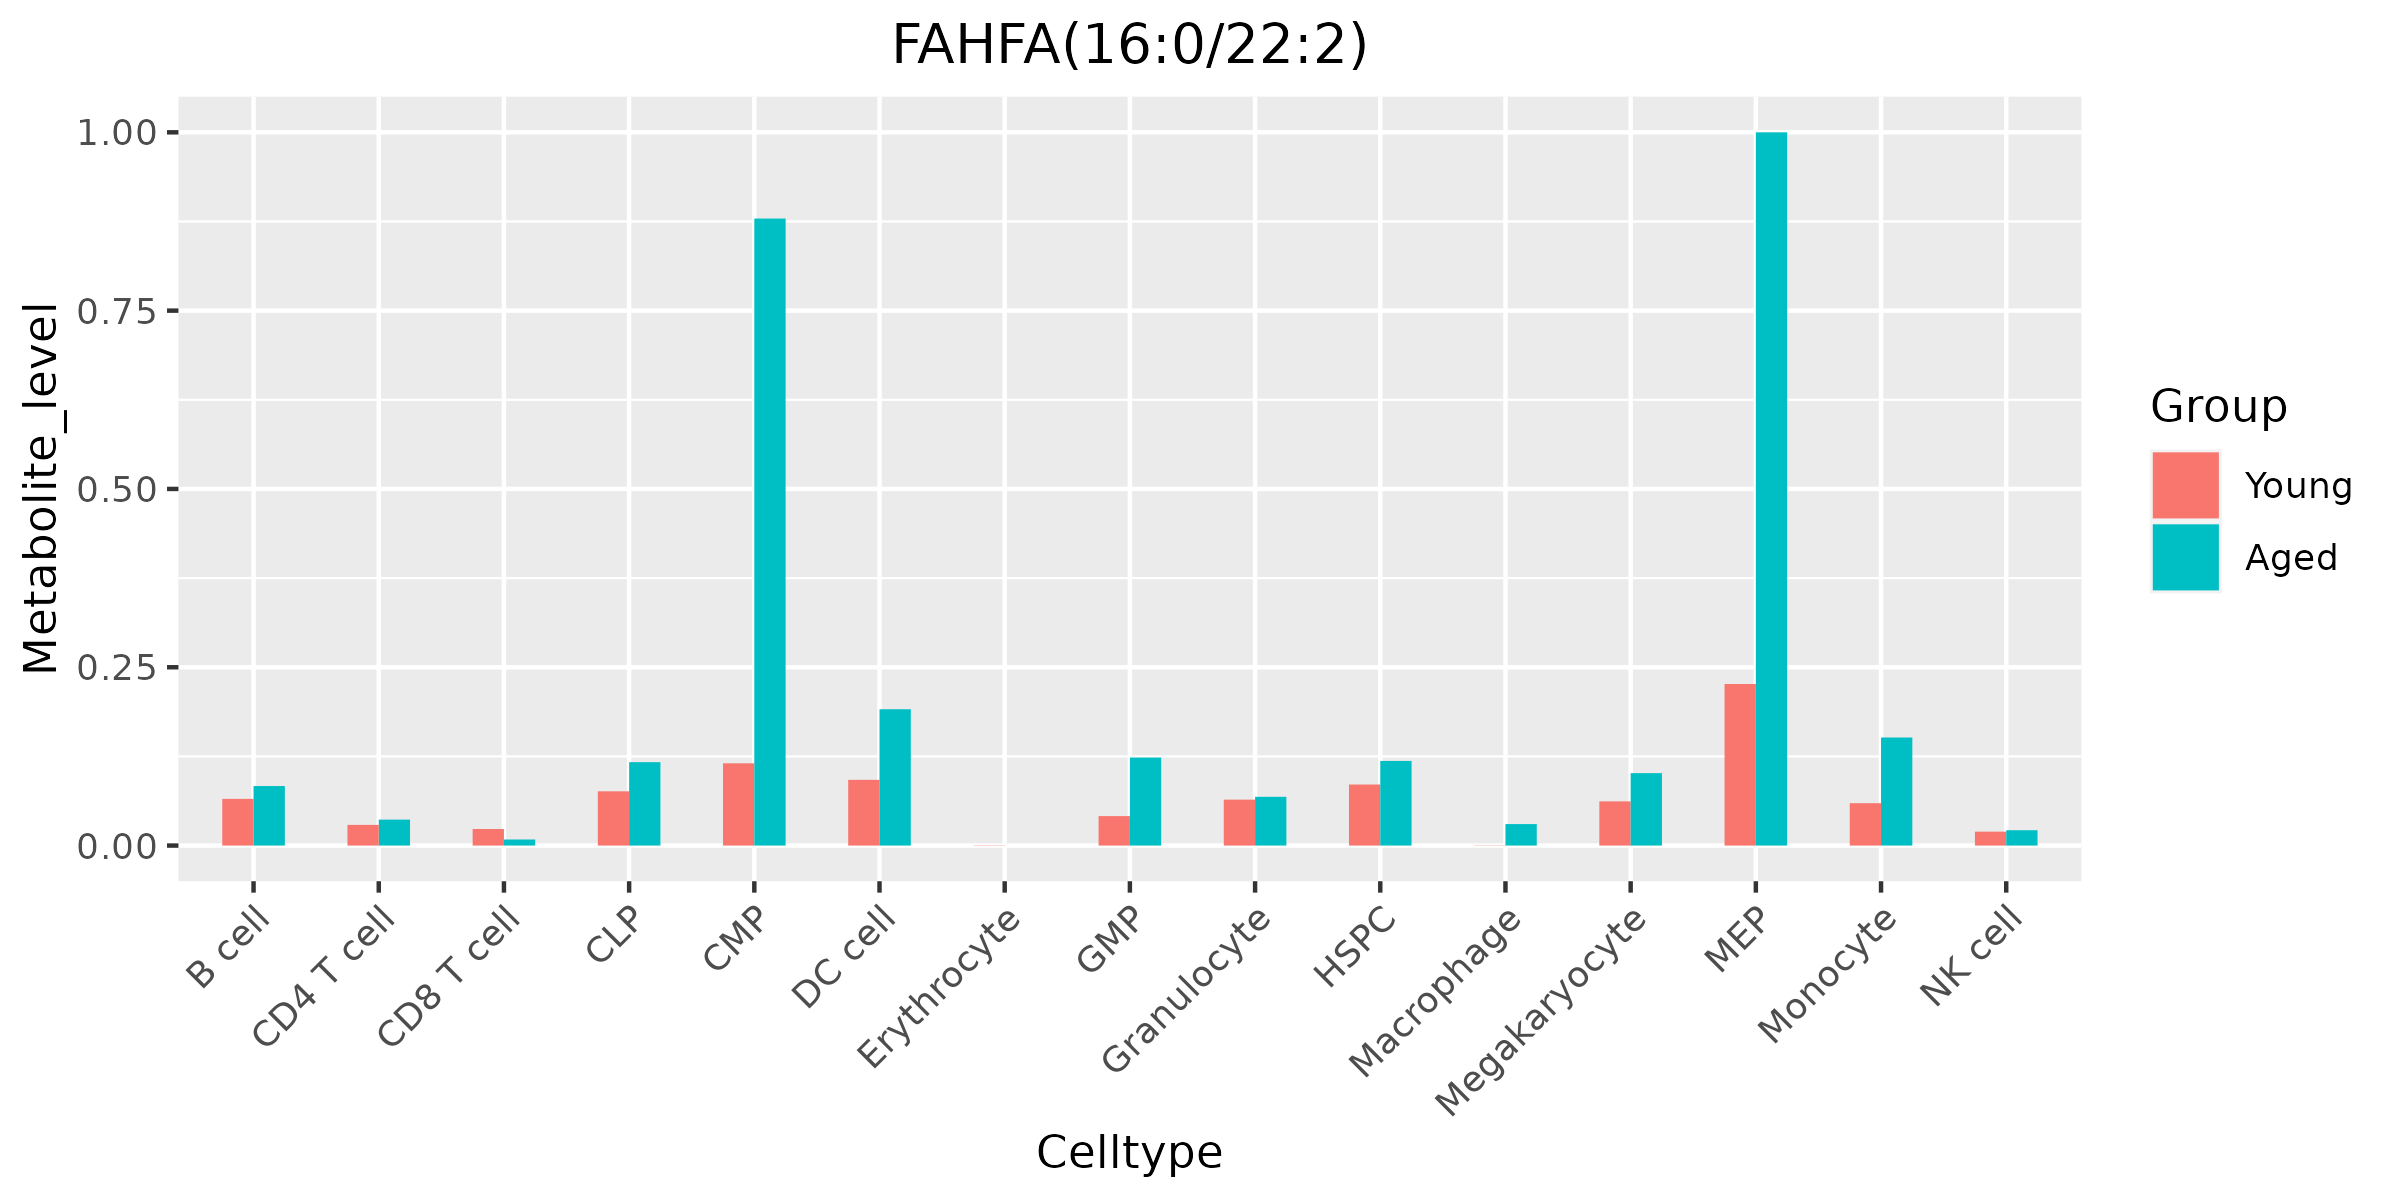 FAHFA(16:0/22:2)
Metabolite_level
1.00
0.75
0.50
0.25
0.00
B cell
CD4 T cell
CD8 T cell
CLP
CMP
DC cell
Erythrocyte
GMP
Granulocyte
HSPC
Macrophage
Megakaryocyte
MEP
Monocyte
NK cell
Celltype
Group
Young
Aged